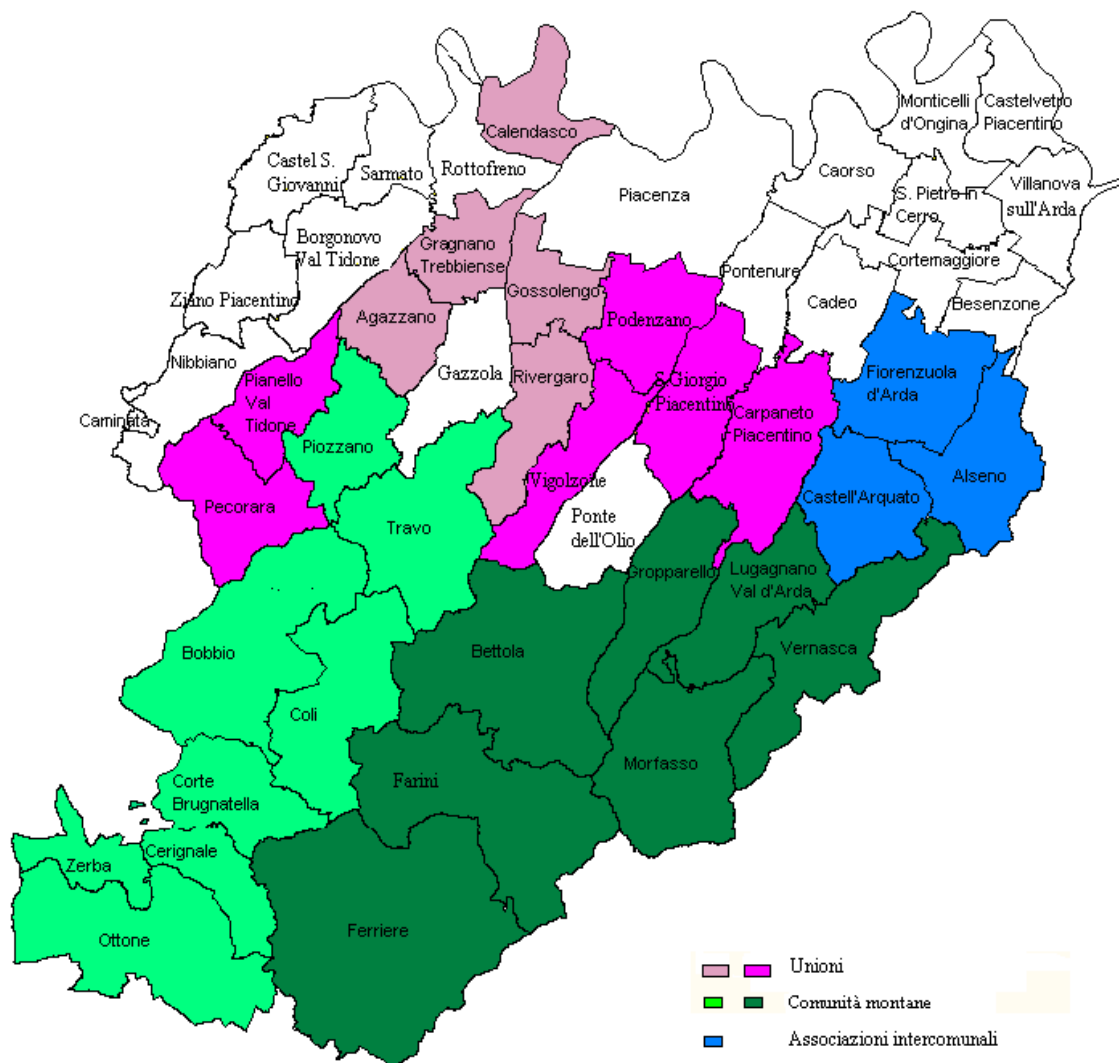 Monticelli
d'Ongina
Castelvetro
Piacentino
Calendasco
Castel S.
Giovanni
Sarmato
Rottofreno
Piacenza
Caorso
S. Pietro in
Cerro
Villanova
sull'Arda
Borgonovo
Val Tidone
Gragnano
Trebbiense
Cortemaggiore
Pontenure
Ziano Piacentino
Gossolengo
Cadeo
Besenzone
Agazzano
Podenzano
Nibbiano
Gazzola
Rivergaro
Pianello
Val
Tidone
S.Giorgio
Piacentino
Fiorenzuola
d'Arda
Caminata
Carpaneto
Piacentino
Piozzano
Vigolzone
Castell'Arquato
Alseno
Pecorara
Travo
Ponte
dell'Olio
Gropparello
Lugagnano
Val d'Arda
Bobbio
Bettola
Vernasca
Coli
Corte
Brugnatella
Farini
Morfasso
Zerba
Cerignale
Ottone
Ferriere
Unioni
Comunità montane
Associazioni intercomunali